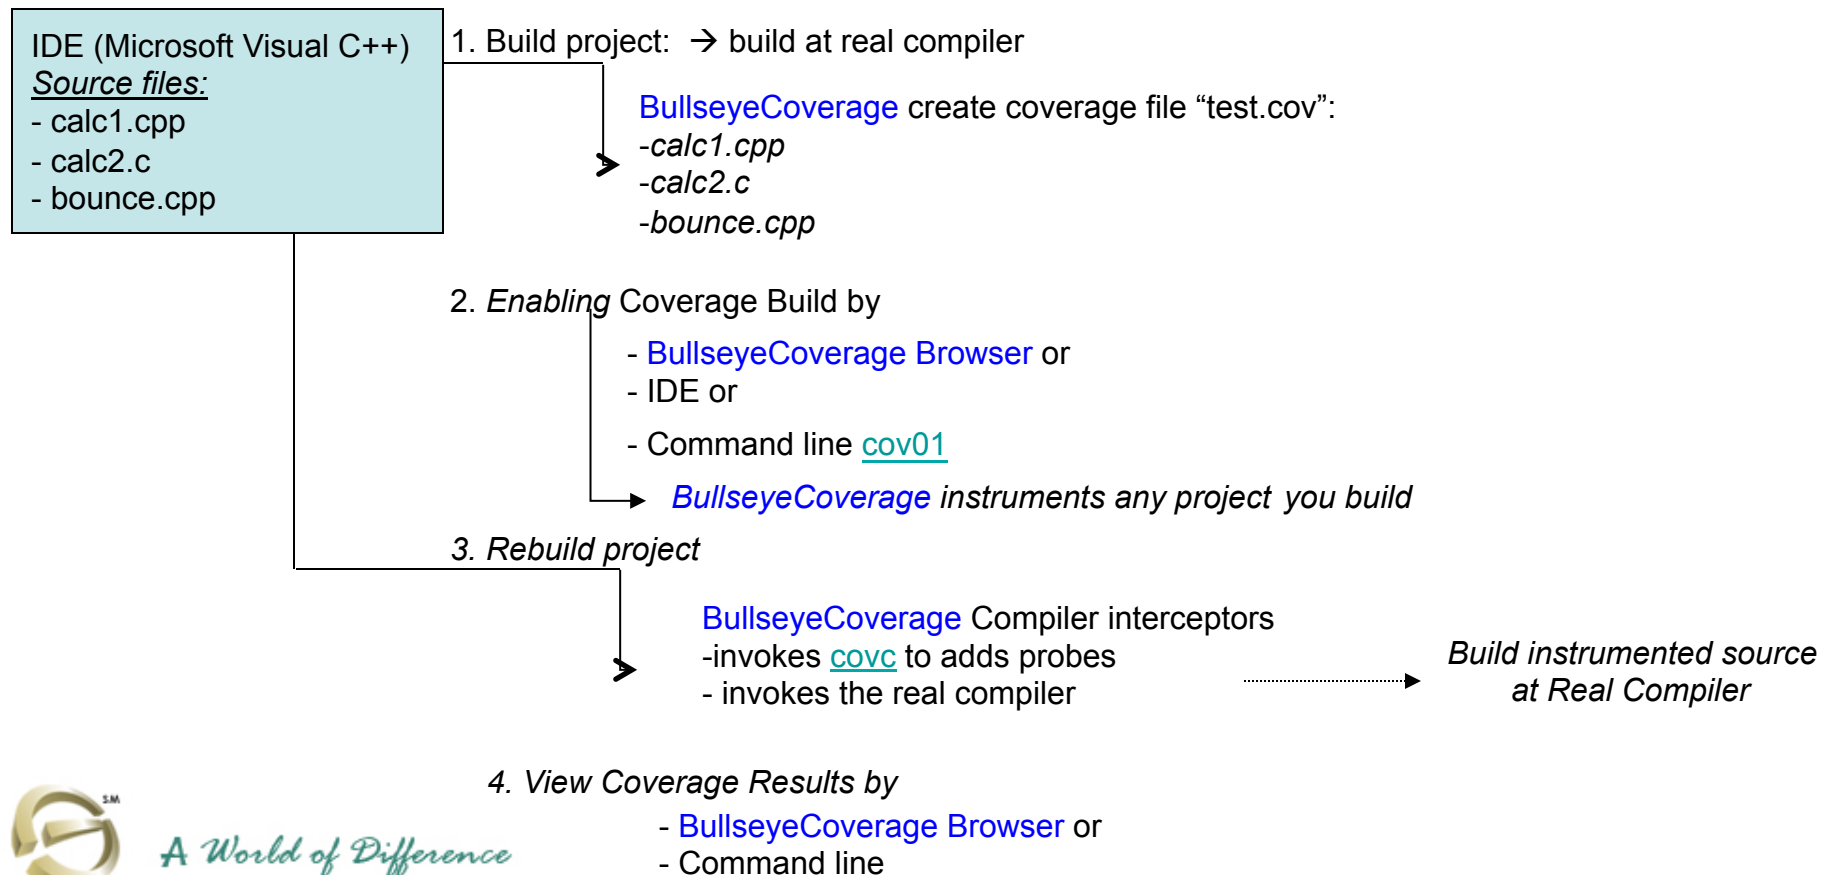 IDE (Microsoft Visual C++)
Source files:
- calc1.cpp
- calc2.c
- bounce.cpp
1. Build project: → build at real compiler
BullseyeCoverage create coverage file “test.cov”:
-calc1.cpp
-calc2.c
-bounce.cpp
2. Enabling Coverage Build by
- BullseyeCoverage Browser or
- IDE or
- Command line cov01
BullseyeCoverage instruments any project you build
3. Rebuild project
BullseyeCoverage Compiler interceptors
-invokes covc to adds probes
- invokes the real compiler
Build instrumented source
at Real Compiler
4. View Coverage Results by
- BullseyeCoverage Browser or
- Command line
SM
A World of Difference